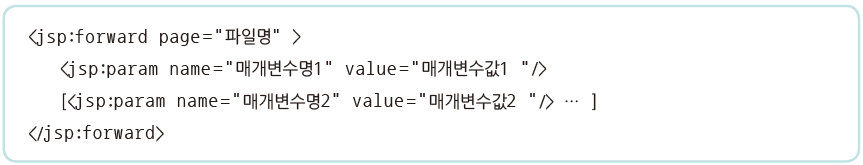 <jsp:forward page="파일명" >
<jsp:param name="매개변수명1" value="매개변수값1 "/>
[<jsp:param name="매개변수명2" value="매개변수값2 "/> … ]
</jsp:forward>